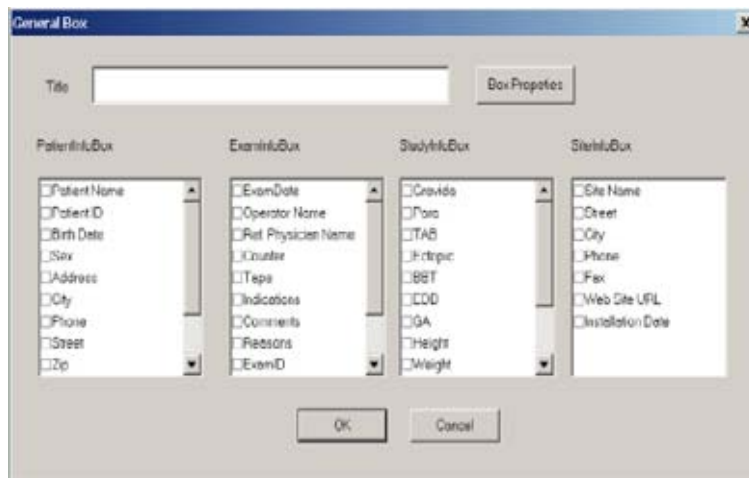 General Box
Title
Box Properties
PatientInfoBox
ExamInfoBox
StudyInfoBox
SiteInfoBox
Patient Name
Patient ID
Birth Date
Sex
Address
City
Phone
Street
Zip
ExamDate
Operator Name
Ref. Physician Name
Counter
Tape
Indications
Comments
Reasons
ExamID
Gravida
Para
TAB
Ectopic
BBT
EDD
GA
Height
Weight
Site Name
Street
City
Phone
Fax
Web Site URL
Installation Date
OK
Cancel